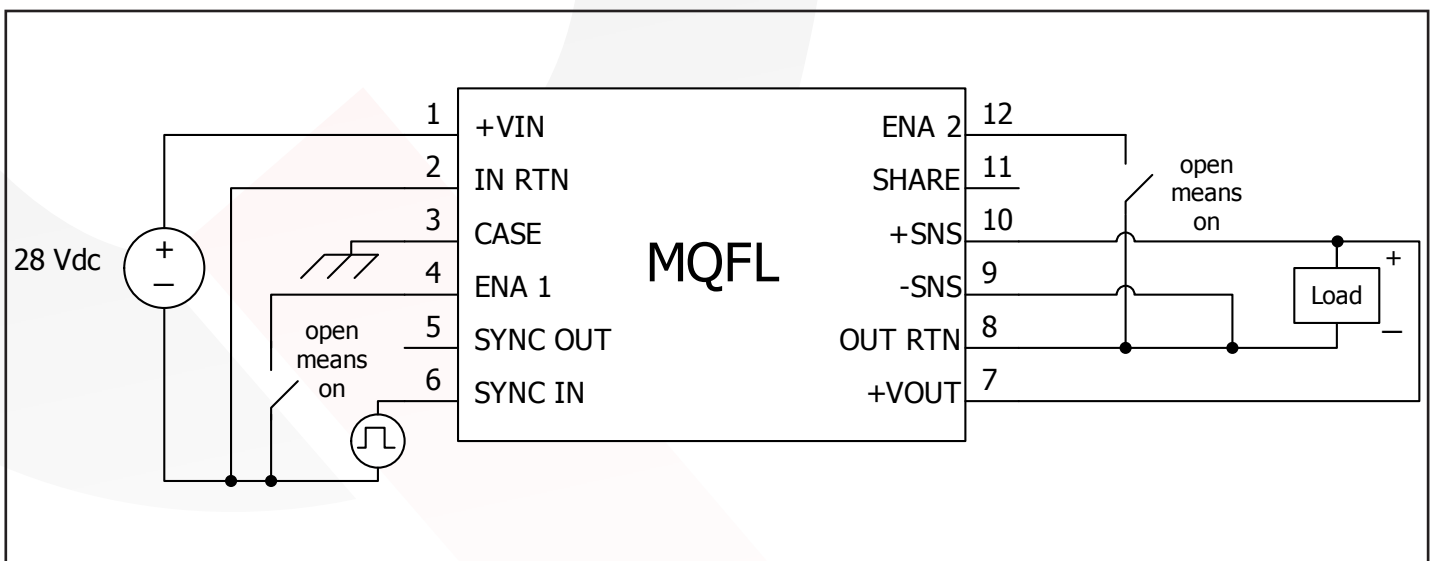 1
+VIN
ENA 2
12
2
IN RTN
SHARE
11
open
means
on
3
CASE
+SNS
10
28 Vdc
+
–
MQFL
4
ENA 1
-SNS
9
+
Load
–
open
means
on
5
SYNC OUT
OUT RTN
8
6
SYNC IN
+VOUT
7